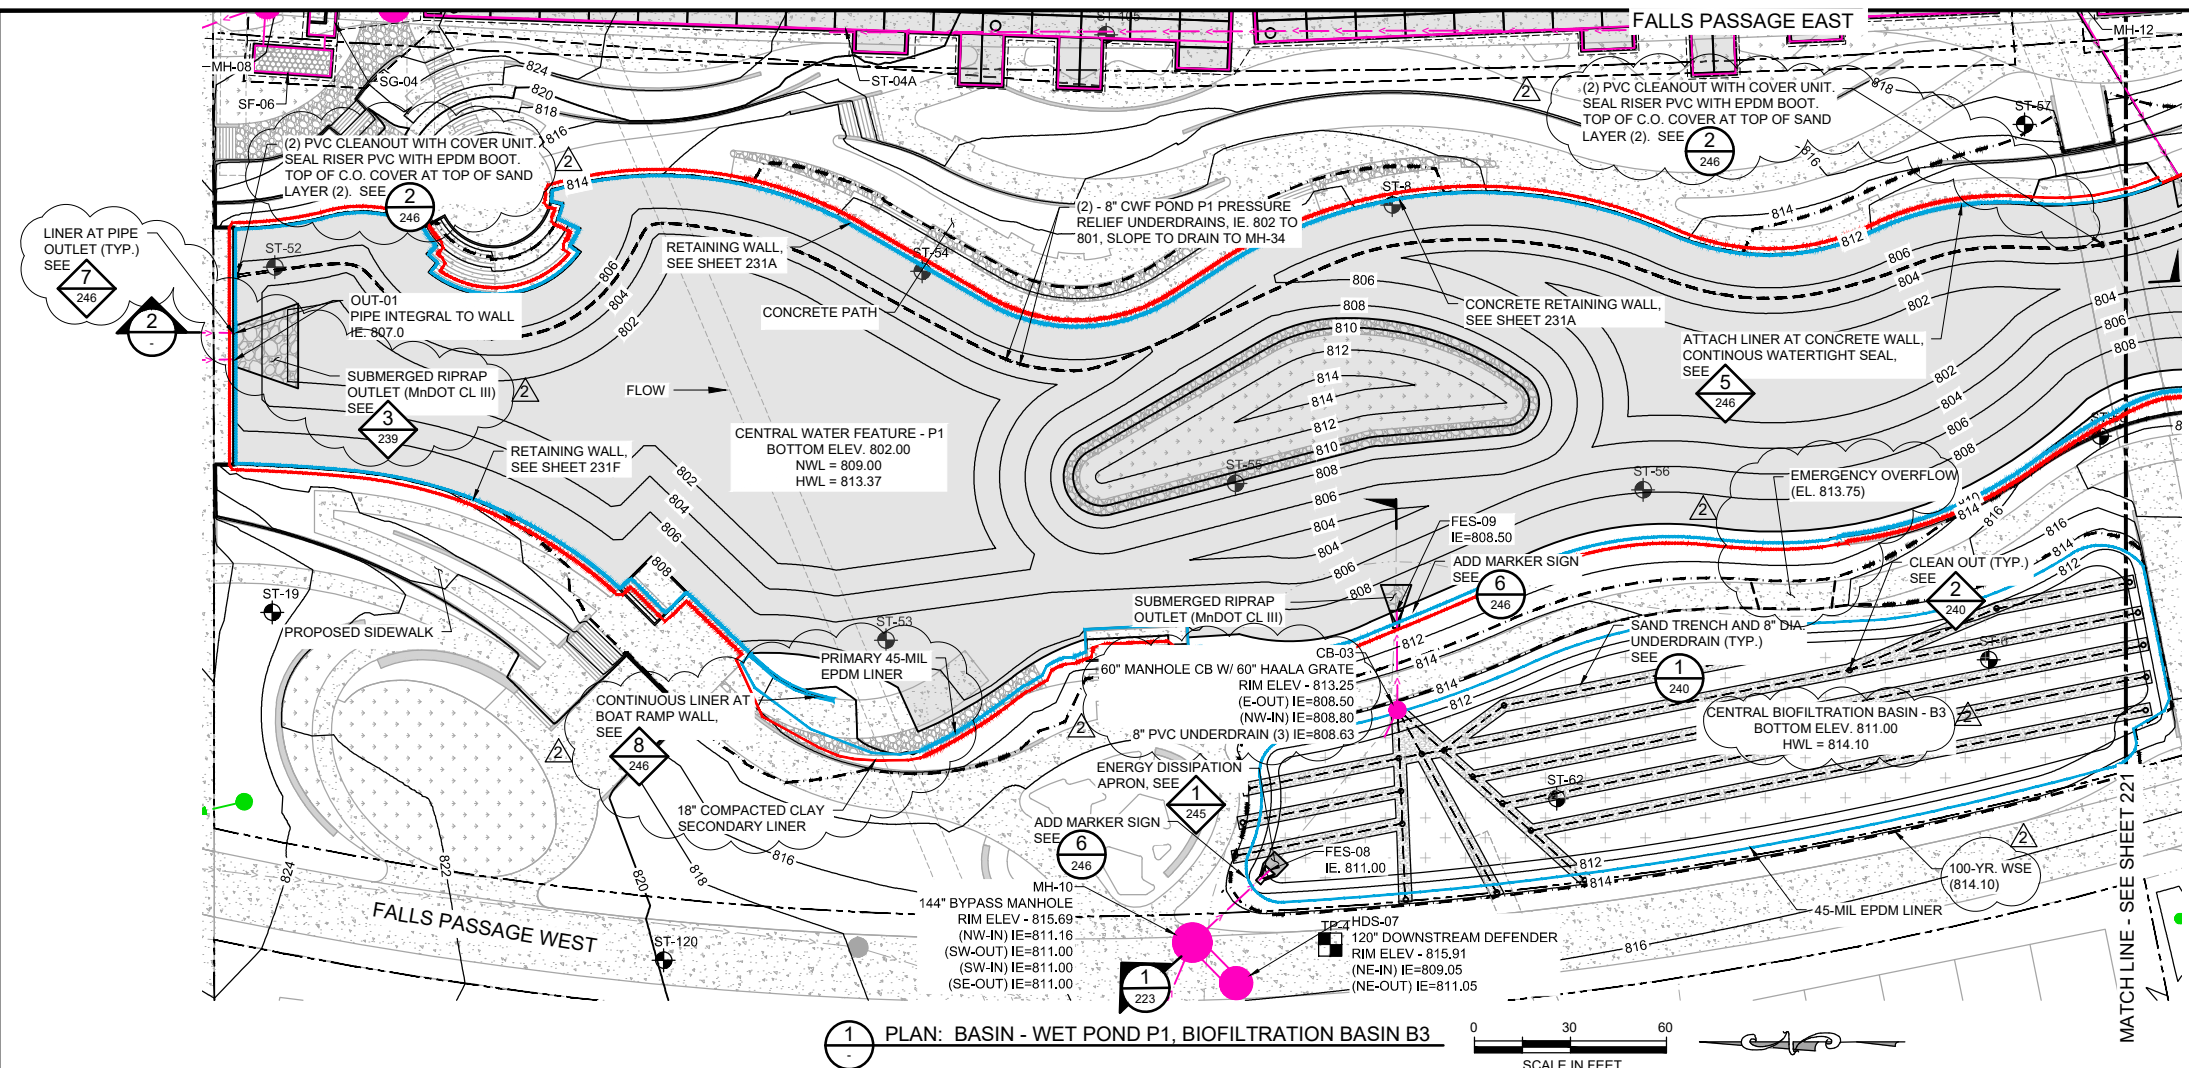 FALLS PASSAGE EAST
MH-12
MH-08
SG-04
SF-06
824
820
818
816
ST-04A
ST-105
(2) PVC CLEANOUT WITH COVER UNIT.
SEAL RISER PVC WITH EPDM BOOT.
TOP OF C.O. COVER AT TOP OF SAND
LAYER (2).  SEE
2
246
2
814
2
(2) PVC CLEANOUT WITH COVER UNIT.
SEAL RISER PVC WITH EPDM BOOT.
TOP OF C.O. COVER AT TOP OF SAND
LAYER (2).  SEE
2
246
818
816
ST-57
LINER AT PIPE
OUTLET (TYP.)
SEE
7
246
2
-
ST-52
OUT-01
PIPE INTEGRAL TO WALL
IE. 807.0
SUBMERGED RIPRAP
OUTLET (MnDOT CL III)
SEE
3
239
2
RETAINING WALL,
SEE SHEET 231F
806
804
802
RETAINING WALL,
SEE SHEET 231A
ST-54
CONCRETE PATH
FLOW
(2) - 8" CWF POND P1 PRESSURE
RELIEF UNDERDRAINS, IE. 802 TO
801, SLOPE TO DRAIN TO MH-34
ST-8
CONCRETE RETAINING WALL,
SEE SHEET 231A
814
812
806
804
802
ATTACH LINER AT CONCRETE WALL,
CONTINOUS WATERTIGHT SEAL,
SEE
5
246
804
806
808
802
804
806
808
CENTRAL WATER FEATURE - P1
BOTTOM ELEV. 802.00
NWL = 809.00
HWL = 813.37
806
808
810
812
814
814
812
810
808
806
804
804
806
808
ST-55
ST-56
802
804
806
808
EMERGENCY OVERFLOW
(EL. 813.75)
2
810
814
816
816
814
812
FES-09
IE=808.50
ADD MARKER SIGN
SEE
6
246
CLEAN OUT (TYP.)
SEE
2
240
SUBMERGED RIPRAP
OUTLET (MnDOT CL III)
SAND TRENCH AND 8" DIA.
UNDERDRAIN (TYP.)
SEE
1
240
ST-6
812
814
814
812
CB-03
60" MANHOLE CB W/ 60" HAALA GRATE
RIM ELEV - 813.25
(E-OUT) IE=808.50
(NW-IN) IE=808.80
8" PVC UNDERDRAIN (3) IE=808.63
2
CENTRAL BIOFILTRATION BASIN - B3
BOTTOM ELEV. 811.00
HWL = 814.10
2
ST-19
PROPOSED SIDEWALK
ST-53
PRIMARY 45-MIL
EPDM LINER
CONTINUOUS LINER AT
BOAT RAMP WALL,
SEE
8
246
2
18" COMPACTED CLAY
SECONDARY LINER
ENERGY DISSIPATION
APRON, SEE
1
245
ADD MARKER SIGN
SEE
6
246
ST-62
FES-08
IE. 811.00
812
814
2
100-YR. WSE
(814.10)
45-MIL EPDM LINER
816
824
822
820
818
816
FALLS PASSAGE WEST
ST-120
MH-10
144" BYPASS MANHOLE
RIM ELEV - 815.69
(NW-IN) IE=811.16
(SW-OUT) IE=811.00
(SW-IN) IE=811.00
(SE-OUT) IE=811.00
TP-4
HDS-07
120" DOWNSTREAM DEFENDER
RIM ELEV - 815.91
(NE-IN) IE=809.05
(NE-OUT) IE=811.05
1
223
MATCH LINE - SEE SHEET 221
1
-
PLAN:  BASIN - WET POND P1, BIOFILTRATION BASIN B3
0 30 60
SCALE IN FEET